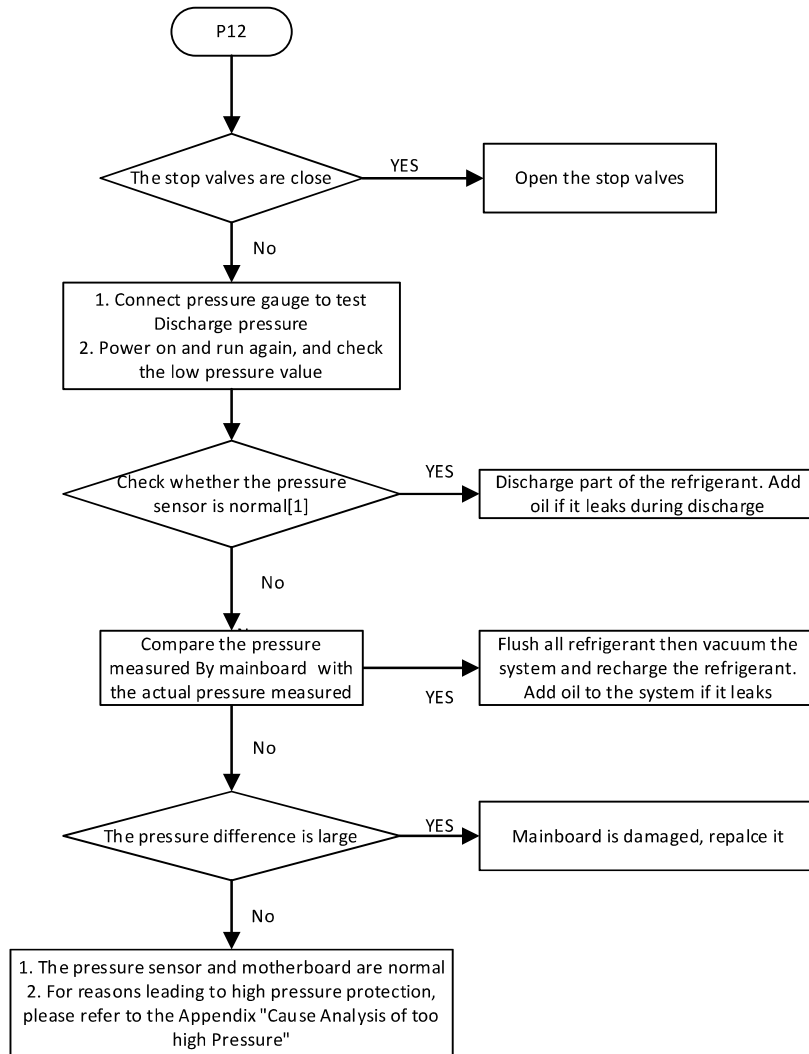 P12
The stop valves are close
YES
Open the stop valves
No
1. Connect pressure gauge to test
Discharge pressure
2. Power on and run again, and check
the low pressure value
Check whether the pressure
sensor is normal[1]
YES
Discharge part of the refrigerant. Add
oil if it leaks during discharge
No
Compare the pressure
measured By mainboard  with
the actual pressure measured
YES
Flush all refrigerant then vacuum the
system and recharge the refrigerant.
Add oil to the system if it leaks
No
The pressure difference is large
YES
Mainboard is damaged, repalce it
No
1. The pressure sensor and motherboard are normal
2. For reasons leading to high pressure protection,
please refer to the Appendix "Cause Analysis of too
high Pressure"